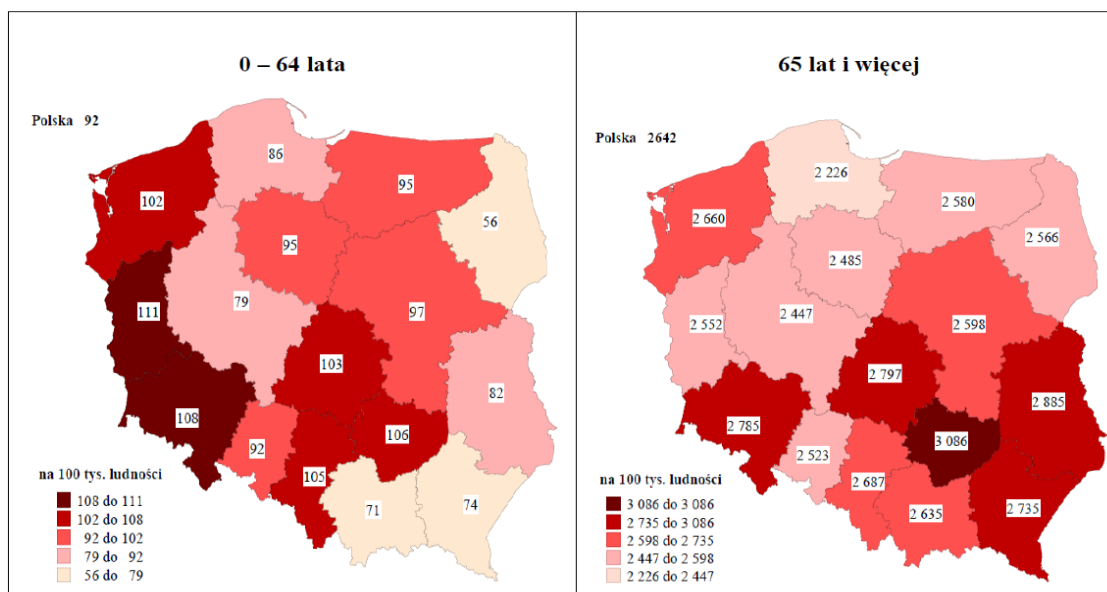 0 – 64 lata
Polska 92
86
95
102
56
95
79
111
97
103
82
108
106
92
105
71
74
na 100 tys. ludności
108 do 111
102 do 108
92 do 102
79 do 92
56 do 79
65 lat i więcej
Polska 2642
2 226
2 580
2 660
2 566
2 485
2 447
2 552
2 598
2 797
2 885
2 785
3 086
2 523
2 687
2 635
2 735
na 100 tys. ludności
3 086 do 3 086
2 735 do 3 086
2 598 do 2 735
2 447 do 2 598
2 226 do 2 447